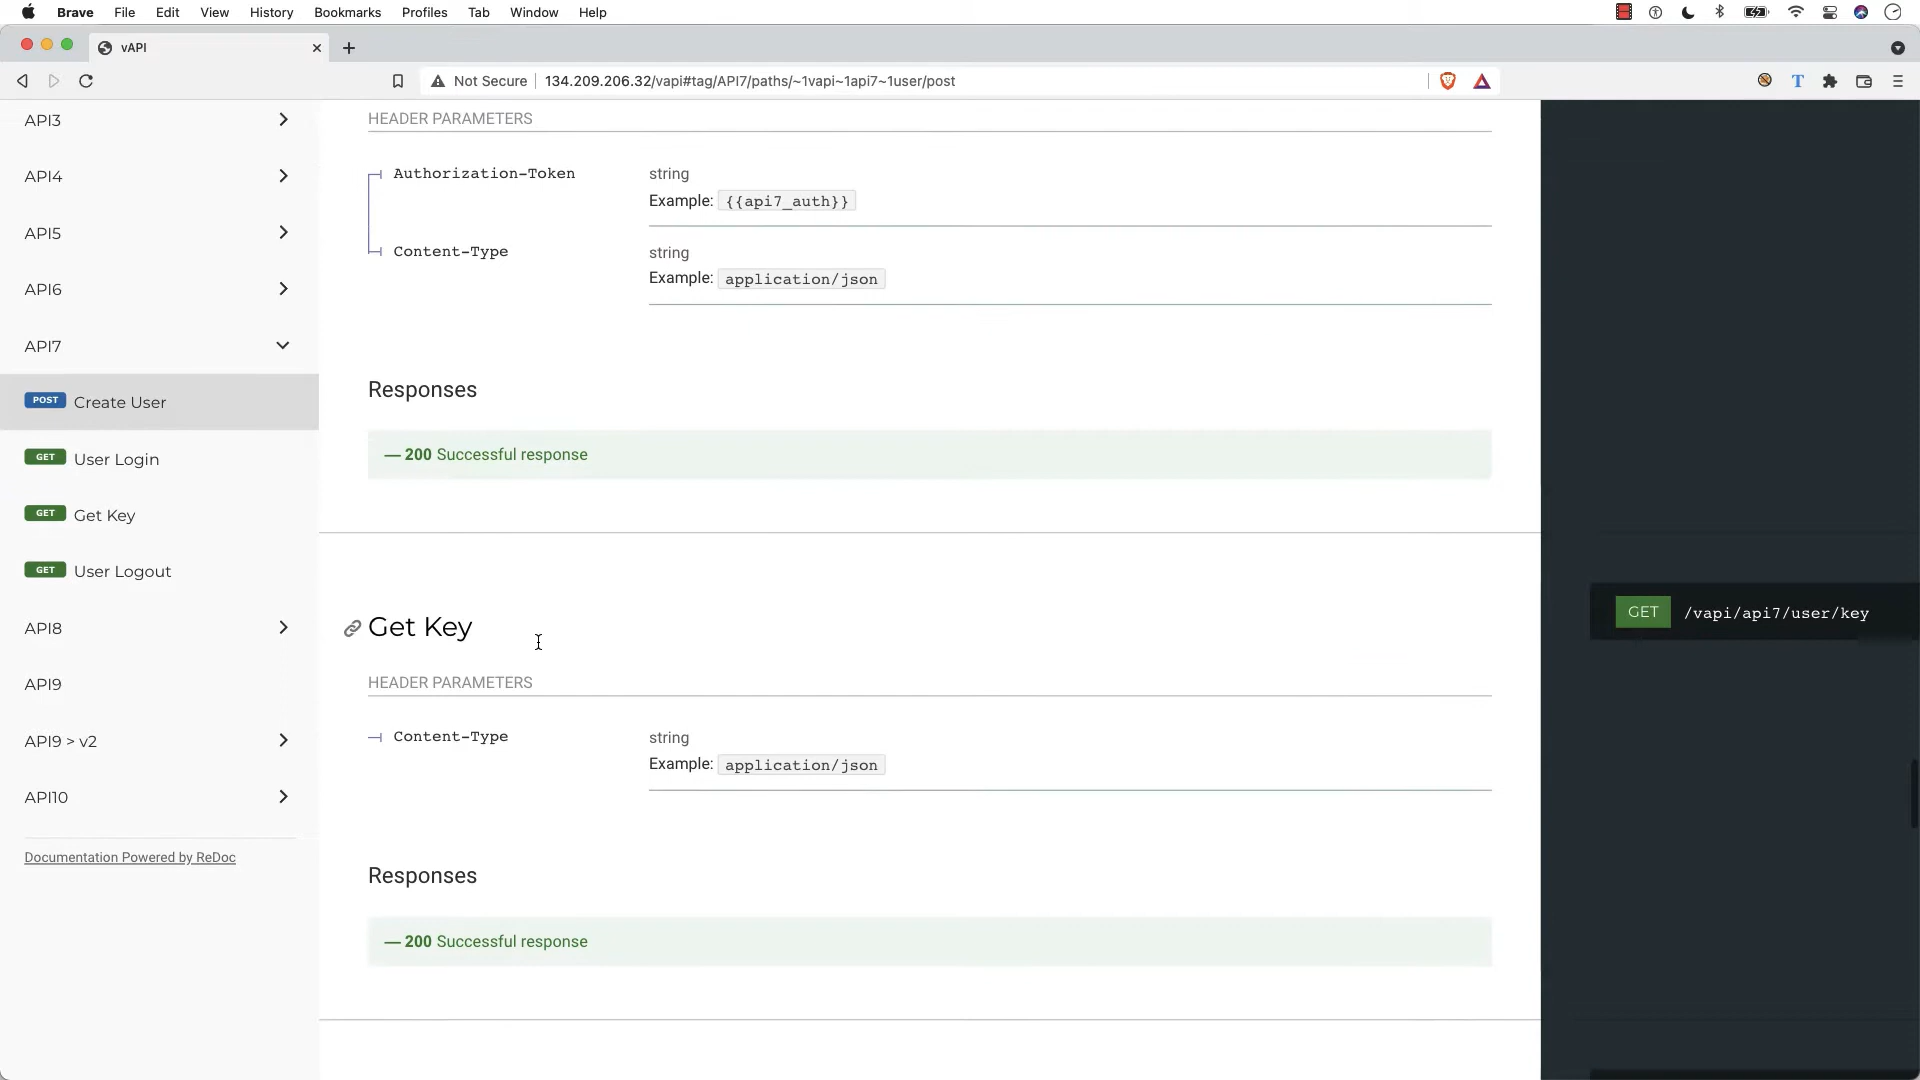 Brave File Edit View History Bookmarks Profiles Tab Window Help
vAPI
Not Secure 134.209.206.32/vapi#tag/API7/paths/~1vapi~1api7~1user/post
API3
API4
API5
API6
API7
POST Create User
GET User Login
GET Get Key
GET User Logout
API8
API9
API9 > v2
API10
Documentation Powered by ReDoc
HEADER PARAMETERS
Authorization-Token string
Example: {{api7_auth}}
Content-Type string
Example: application/json
Responses
— 200 Successful response
Get Key
HEADER PARAMETERS
Content-Type string
Example: application/json
Responses
— 200 Successful response
GET /vapi/api7/user/key